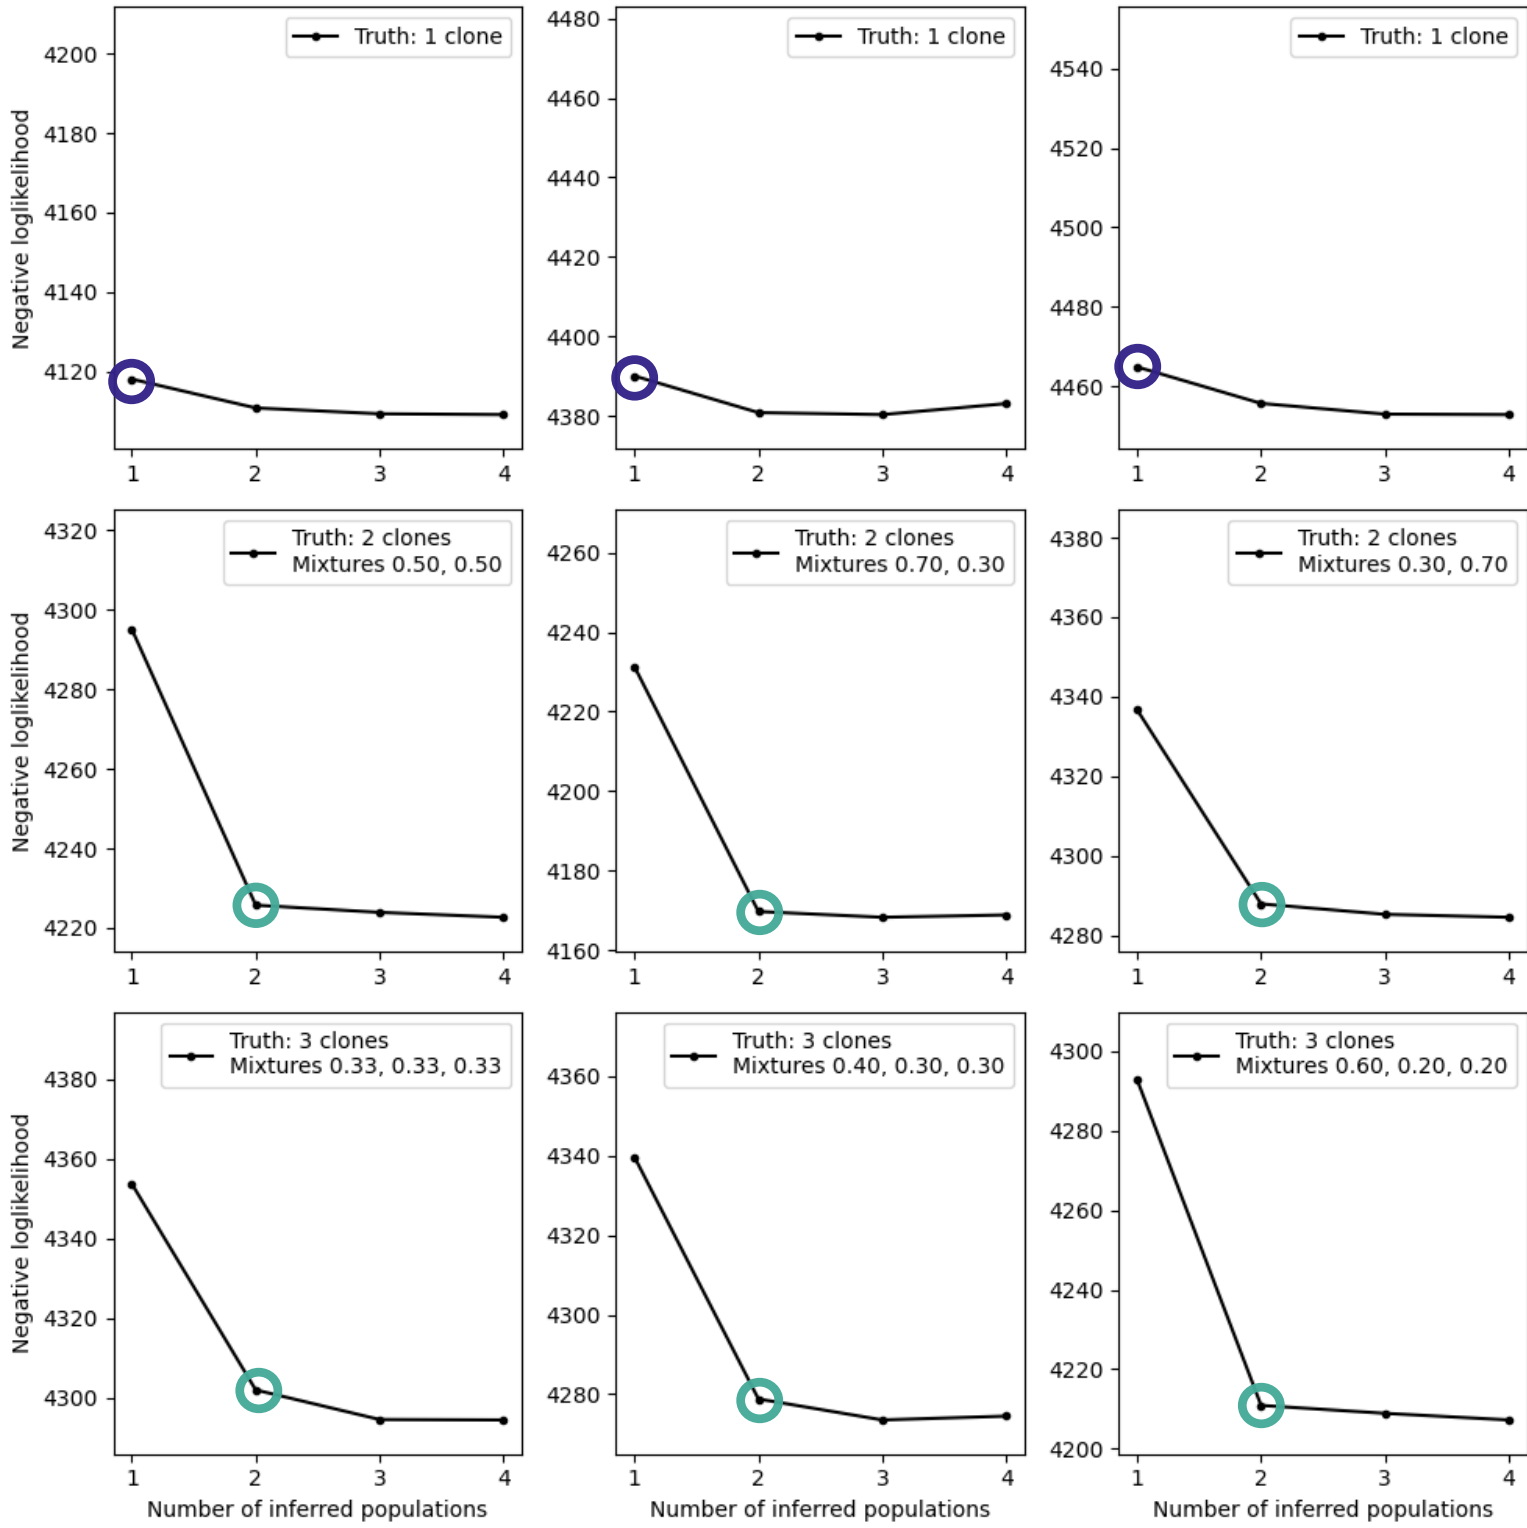 Truth: 1 clone
Negative loglikelihood
4200
4180
4160
4140
4120
1 2 3 4
Truth: 1 clone
4480
4460
4440
4420
4400
4380
1 2 3 4
Truth: 1 clone
4540
4520
4500
4480
4460
1 2 3 4
Truth: 2 clones
Mixtures 0.50, 0.50
Negative loglikelihood
4320
4300
4280
4260
4240
4220
1 2 3 4
Truth: 2 clones
Mixtures 0.70, 0.30
4260
4240
4220
4200
4180
4160
1 2 3 4
Truth: 2 clones
Mixtures 0.30, 0.70
4380
4360
4340
4320
4300
4280
1 2 3 4
Truth: 3 clones
Mixtures 0.33, 0.33, 0.33
Negative loglikelihood
4380
4360
4340
4320
4300
1 2 3 4
Number of inferred populations
Truth: 3 clones
Mixtures 0.40, 0.30, 0.30
4360
4340
4320
4300
4280
1 2 3 4
Number of inferred populations
Truth: 3 clones
Mixtures 0.60, 0.20, 0.20
4300
4280
4260
4240
4220
4200
1 2 3 4
Number of inferred populations